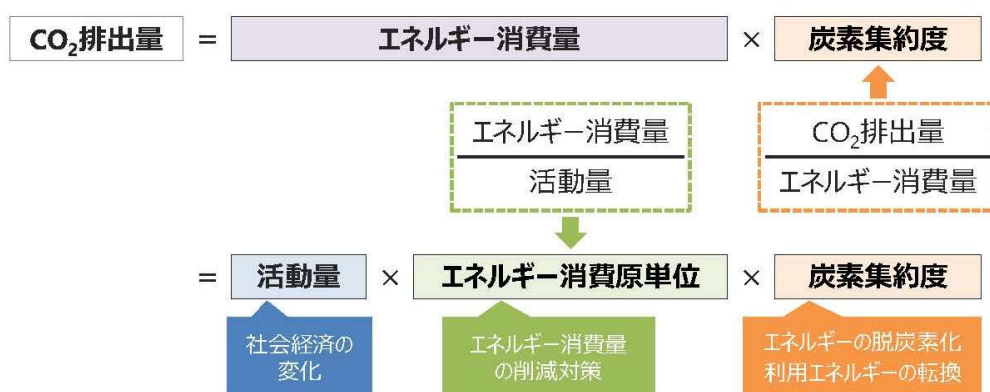 CO₂排出量 = エネルギー消費量 × 炭素集約度
エネルギー消費量
活動量
CO₂排出量
エネルギー消費量
= 活動量 × エネルギー消費原単位 × 炭素集約度
社会経済の
変化
エネルギー消費量
の削減対策
エネルギーの脱炭素化
利用エネルギーの転換